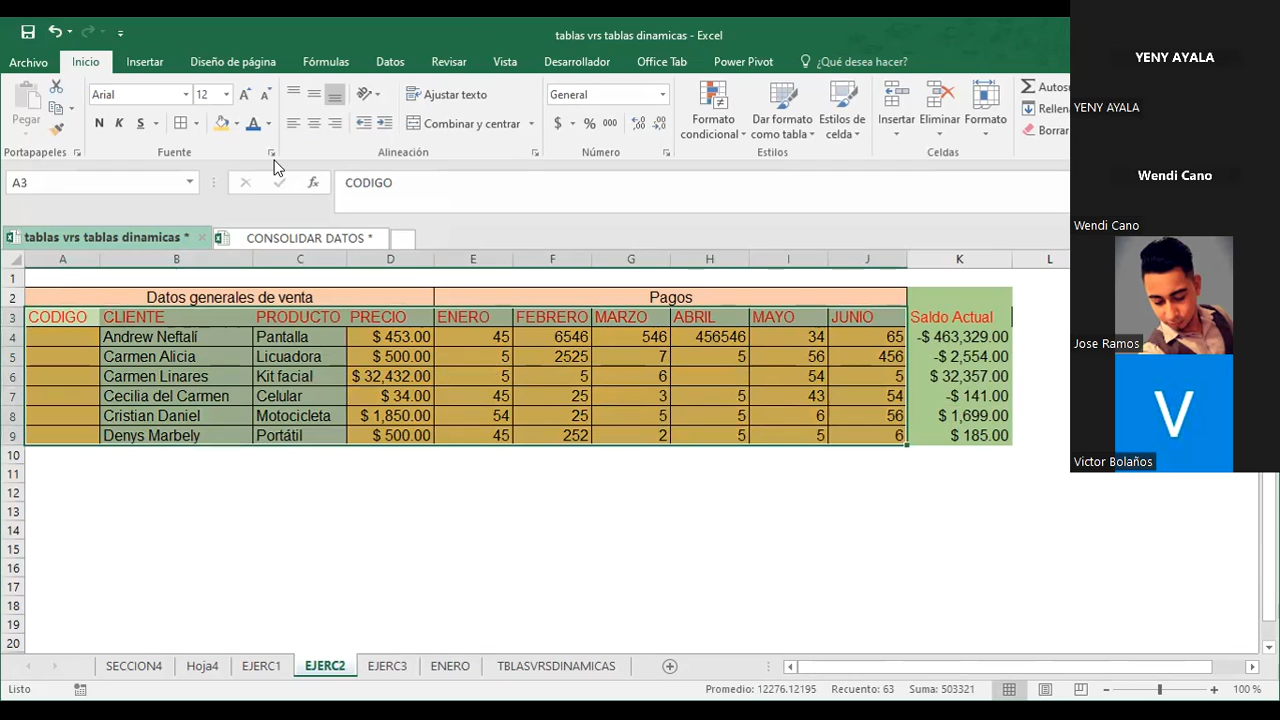 tablas vrs tablas dinamicas - Excel
Archivo Inicio Insertar Diseño de página Fórmulas Datos Revisar Vista Desarrollador Office Tab Power Pivot ¿Qué desea hacer?
Pegar
Portapapeles
Arial 12
N K S
Fuente
Ajustar texto
Combinar y centrar
Alineación
General
$ % 000
Número
Formato condicional
Dar formato como tabla
Estilos de celda
Estilos
Insertar Eliminar Formato
Celdas
Autos
Rellen
Borrar
A3 fx CODIGO
tablas vrs tablas dinamicas * CONSOLIDAR DATOS *
A B C D E F G H I J K L
1
2 Datos generales de venta Pagos
3 CODIGO CLIENTE PRODUCTO PRECIO ENERO FEBRERO MARZO ABRIL MAYO JUNIO Saldo Actual
4 Andrew Neftalí Pantalla $ 453.00 45 6546 546 456546 34 65 -$ 463,329.00
5 Carmen Alicia Licuadora $ 500.00 5 2525 7 5 56 456 -$ 2,554.00
6 Carmen Linares Kit facial $ 32,432.00 5 5 6 54 5 $ 32,357.00
7 Cecilia del Carmen Celular $ 34.00 45 25 3 5 43 54 -$ 141.00
8 Cristian Daniel Motocicleta $ 1,850.00 54 25 5 5 6 56 $ 1,699.00
9 Denys Marbely Portátil $ 500.00 45 252 2 5 5 6 $ 185.00
10
11
12
13
14
15
16
17
18
19
20
SECCION4 Hoja4 EJERC1 EJERC2 EJERC3 ENERO TBLASVRSDINAMICAS
Listo Promedio: 12276.12195 Recuento: 63 Suma: 503321 100 %
YENY AYALA
YENY AYALA
Wendi Cano
Wendi Cano
Jose Ramos
V
Victor Bolaños